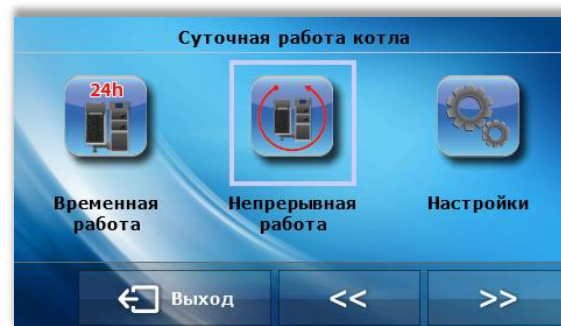 Суточная работа котла
24h
Временная
работа
Непрерывная
работа
Настройки
Выход
<<
>>